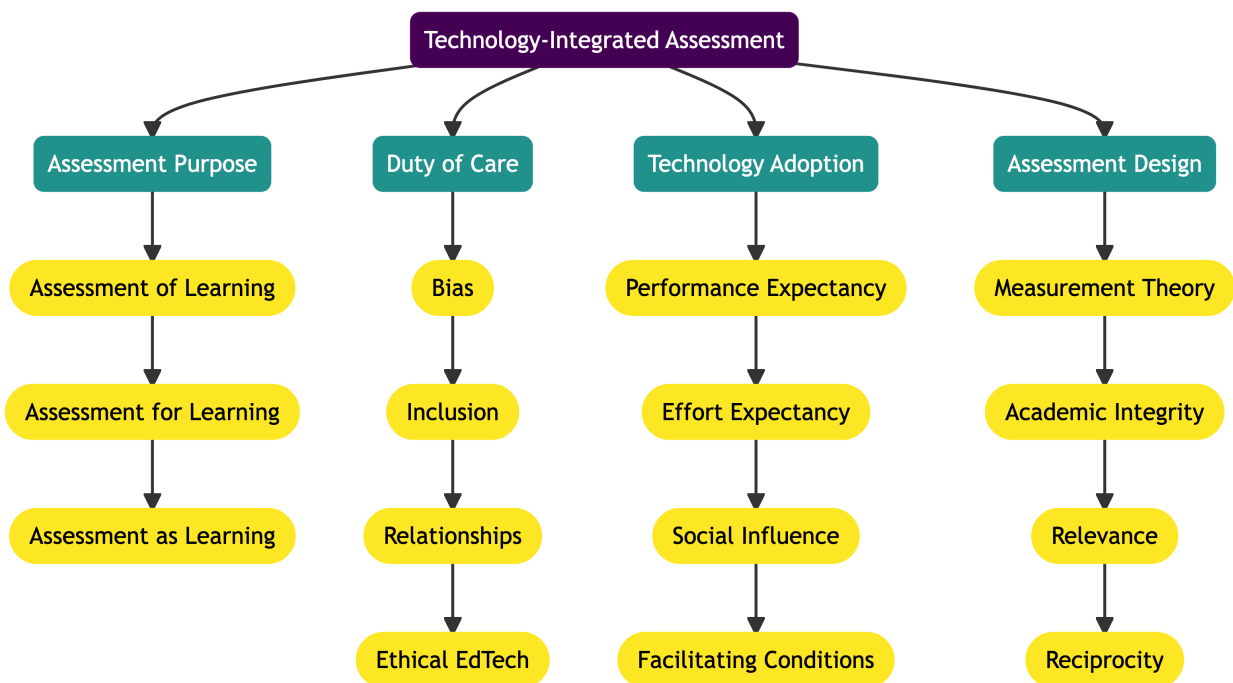 Technology-Integrated Assessment
Assessment Purpose
Duty of Care
Technology Adoption
Assessment Design
Assessment of Learning
Bias
Performance Expectancy
Measurement Theory
Assessment for Learning
Inclusion
Effort Expectancy
Academic Integrity
Assessment as Learning
Relationships
Social Influence
Relevance
Ethical EdTech
Facilitating Conditions
Reciprocity